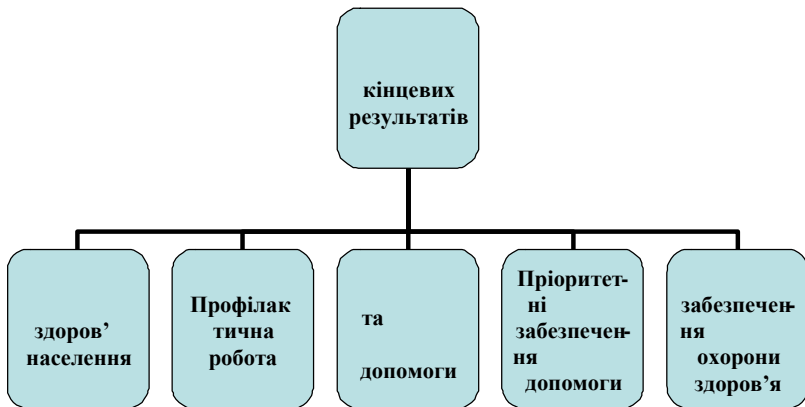 кінцевих
результатів
здоров’
населення
Профілак
тична
робота
та
допомоги
Пріоритет-
ні
забезпечен-
ня
допомоги
забезпечен-
ня
охорони
здоров’я